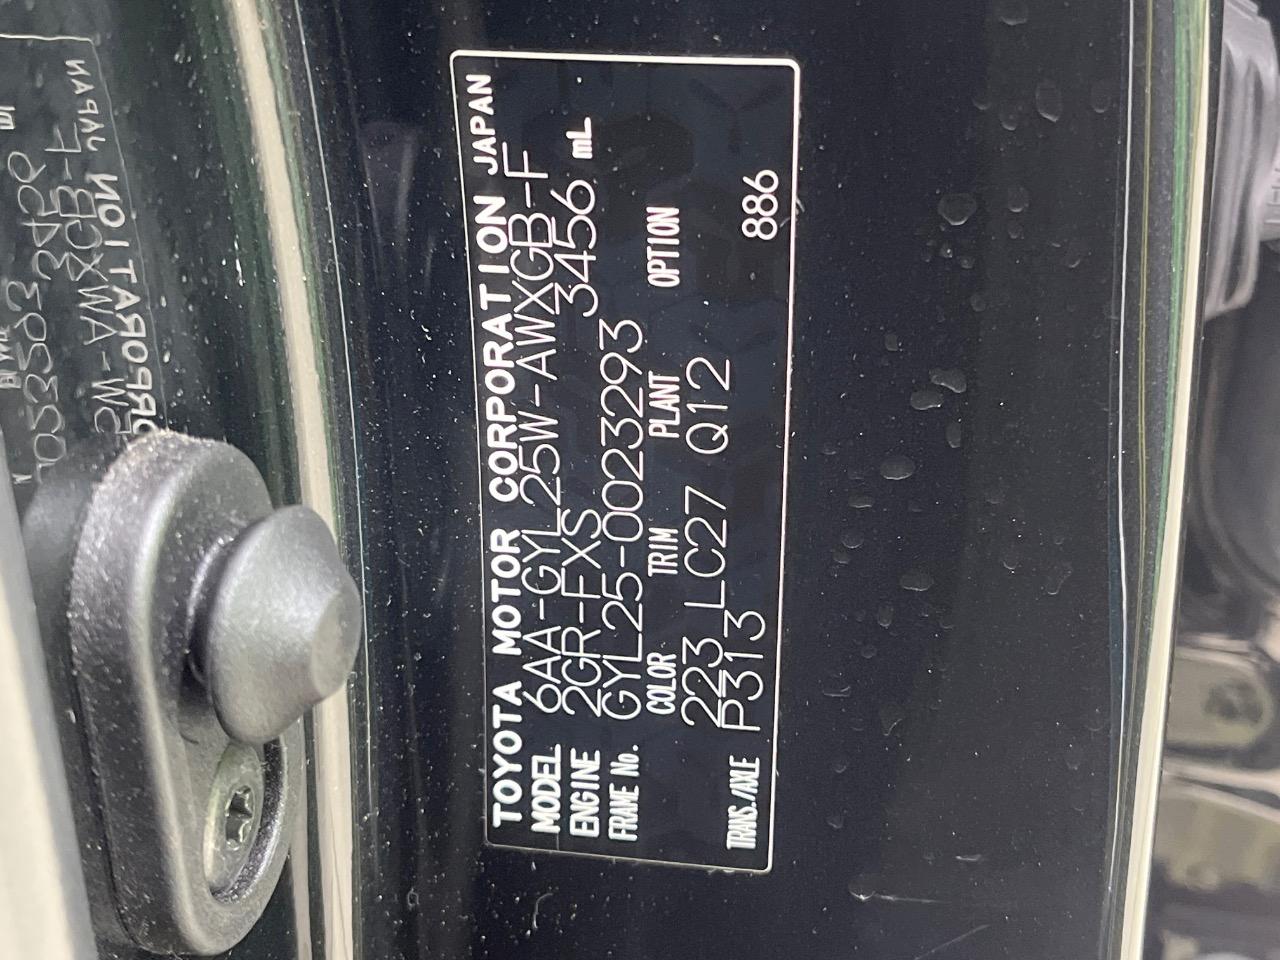 TOYOTA MOTOR CORPORATION JAPAN
MODEL 6AA-GYL25W-AWXGB-F
ENGINE 2GR-FXS 3456 mL
FRAME No. GYL25-0023293
COLOR TRIM PLANT OPTION
223 LC27 Q12
TRANS./AXLE P313 886